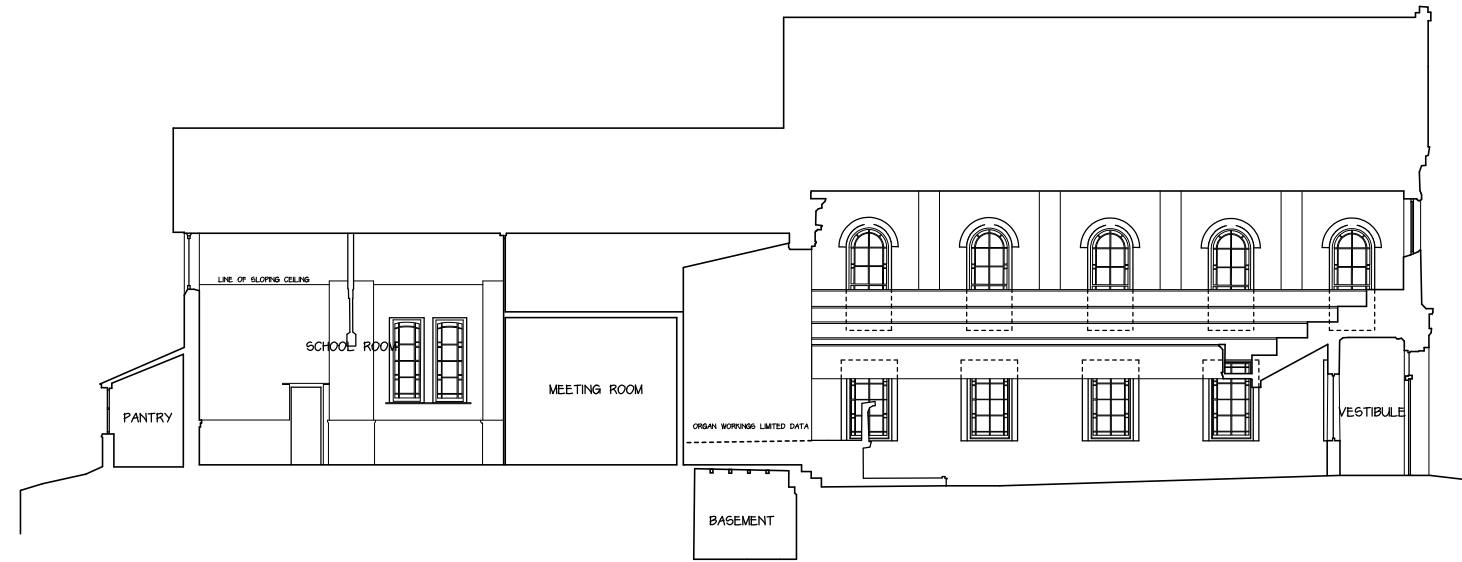 LINE OF SLOPING CEILING
SCHOOL ROOM
MEETING ROOM
PANTRY
VESTIBULE
ORGAN WORKINGS LIMITED DATA
BASEMENT